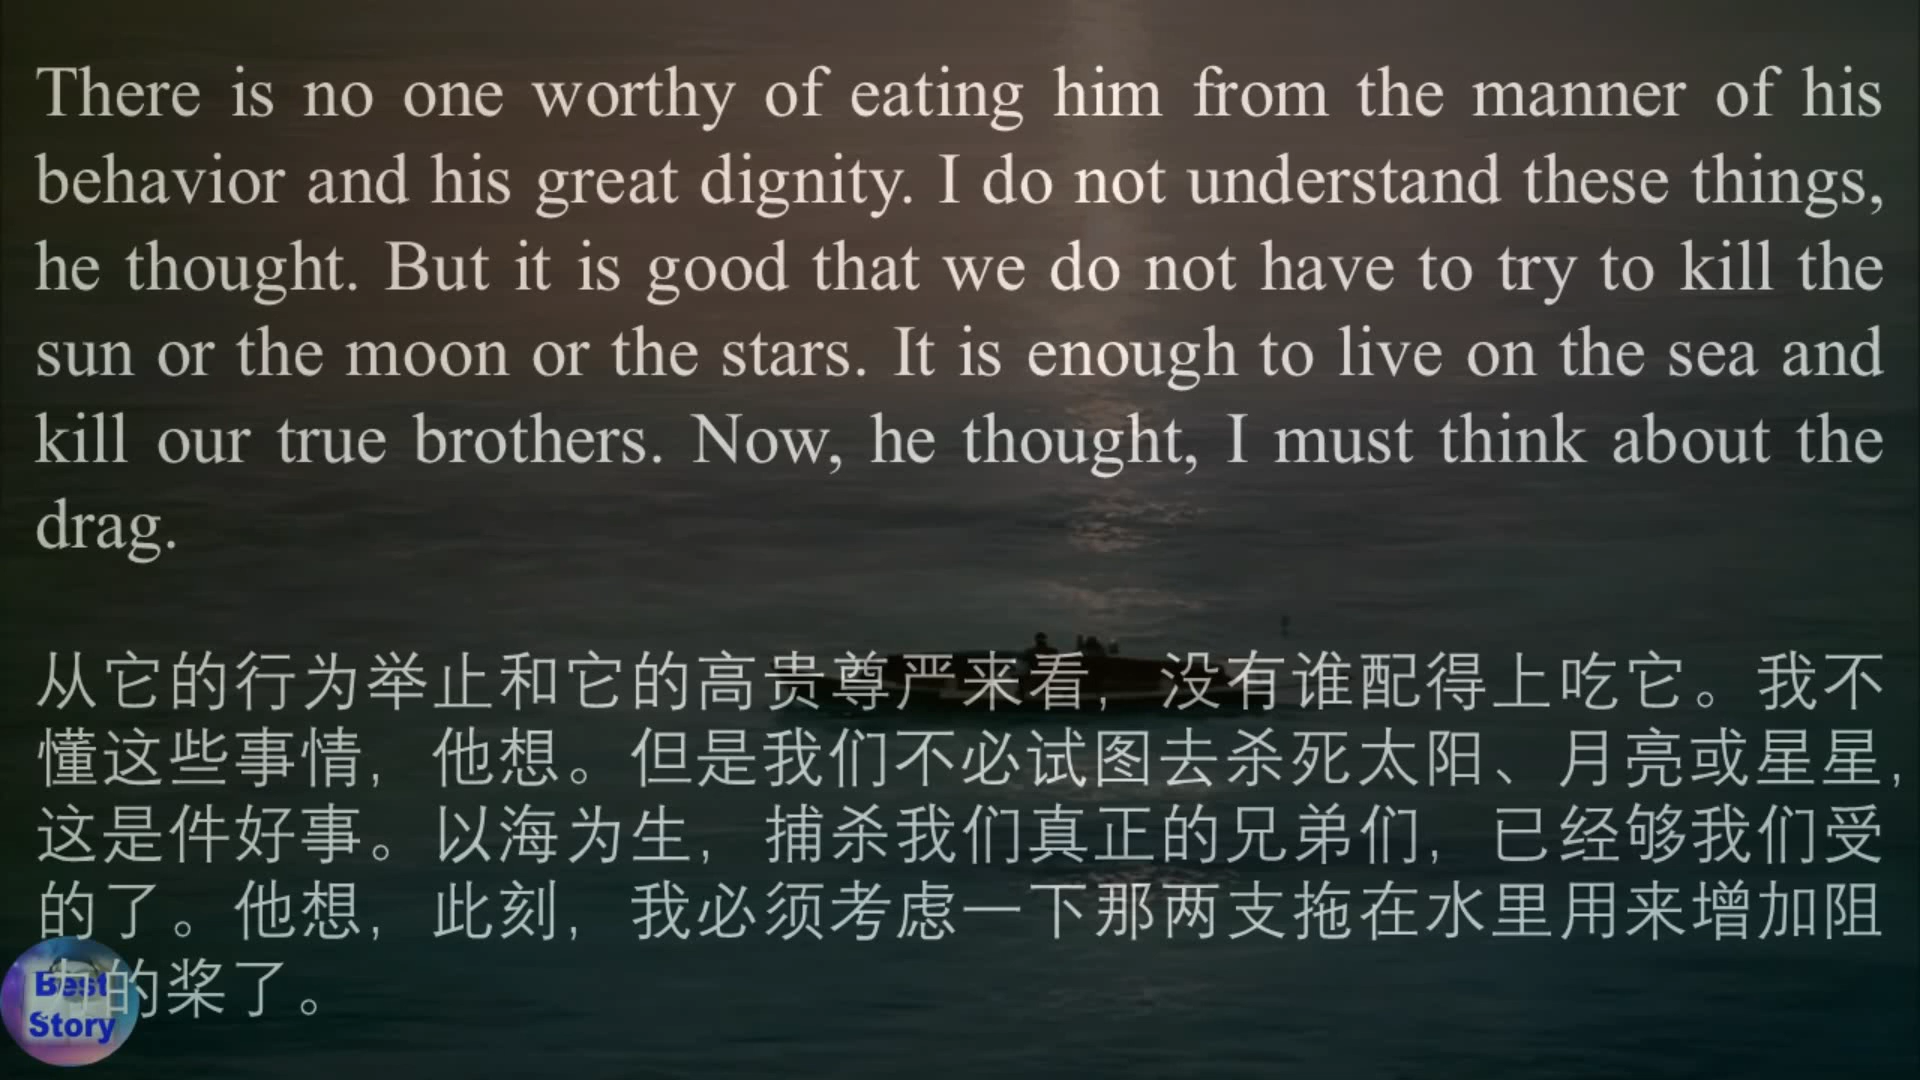 There is no one worthy of eating him from the manner of his
behavior and his great dignity. I do not understand these things,
he thought. But it is good that we do not have to try to kill the
sun or the moon or the stars. It is enough to live on the sea and
kill our true brothers. Now, he thought, I must think about the
drag.
从它的行为举止和它的高贵尊严来看，没有谁配得上吃它。我不
懂这些事情，他想。但是我们不必试图去杀死太阳、月亮或星星，
这是件好事。以海为生，捕杀我们真正的兄弟们，已经够我们受
的了。他想，此刻，我必须考虑一下那两支拖在水里用来增加阻
力的桨了。
Best
Story